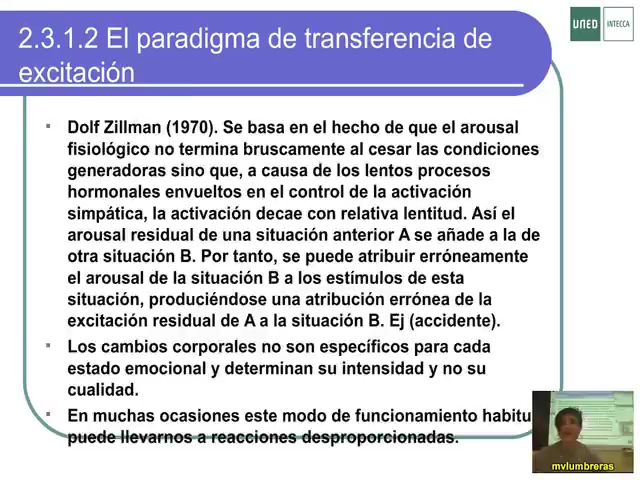 2.3.1.2 El paradigma de transferencia de
excitación
UNED
INTECCA
Dolf Zillman (1970). Se basa en el hecho de que el arousal
fisiológico no termina bruscamente al cesar las condiciones
generadoras sino que, a causa de los lentos procesos
hormonales envueltos en el control de la activación
simpática, la activación decae con relativa lentitud. Así el
arousal residual de una situación anterior A se añade a la de
otra situación B. Por tanto, se puede atribuir erróneamente
el arousal de la situación B a los estímulos de esta
situación, produciéndose una atribución errónea de la
excitación residual de A a la situación B. Ej (accidente).
Los cambios corporales no son específicos para cada
estado emocional y determinan su intensidad y no su
cualidad.
En muchas ocasiones este modo de funcionamiento habitu
puede llevarnos a reacciones desproporcionadas.
mvlumbreras